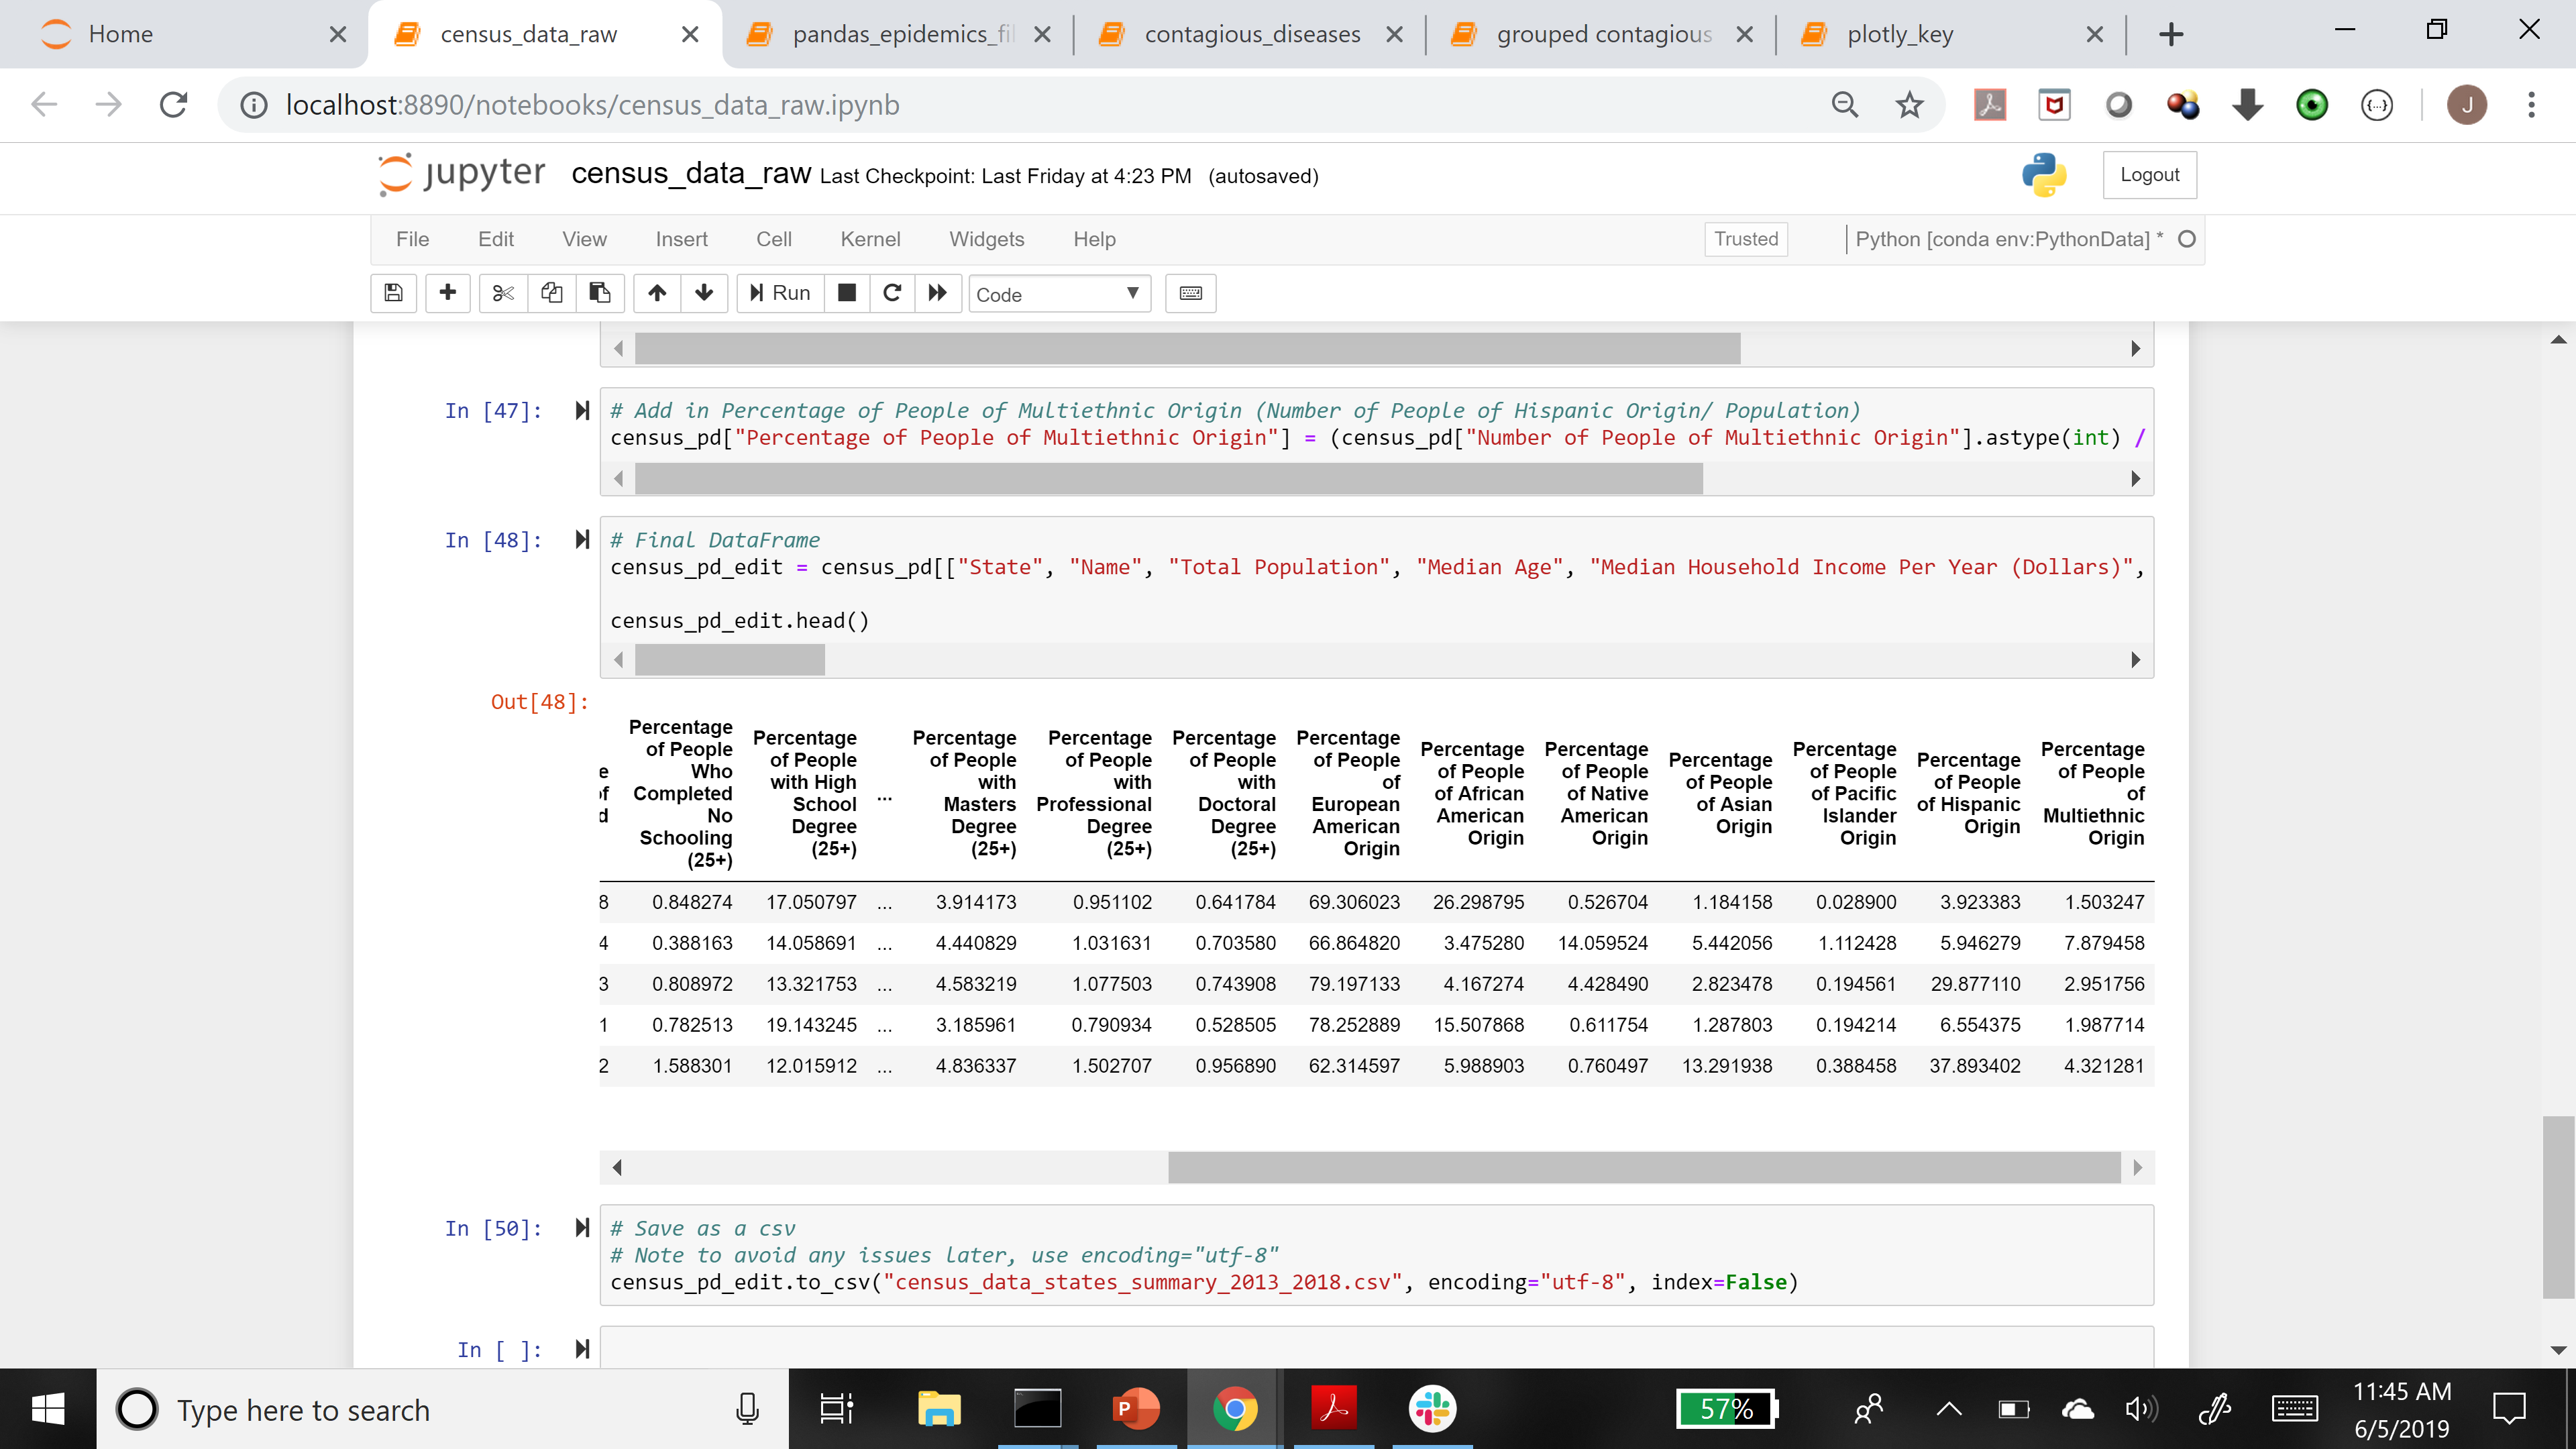 Home
census_data_raw
pandas_epidemics_fi
contagious_diseases
grouped contagious
plotly_key
localhost:8890/notebooks/census_data_raw.ipynb
J
jupyter census_data_raw Last Checkpoint: Last Friday at 4:23 PM (autosaved)
Logout
File Edit View Insert Cell Kernel Widgets Help
Trusted
Python [conda env:PythonData] *
Run
Code
In [47]:
# Add in Percentage of People of Multiethnic Origin (Number of People of Hispanic Origin/ Population)
census_pd["Percentage of People of Multiethnic Origin"] = (census_pd["Number of People of Multiethnic Origin"].astype(int) /
In [48]:
# Final DataFrame
census_pd_edit = census_pd[["State", "Name", "Total Population", "Median Age", "Median Household Income Per Year (Dollars)",
census_pd_edit.head()
Out[48]:
e
of
d
Percentage
of People
Who
Completed
No
Schooling
(25+)
Percentage
of People
with High
School
Degree
(25+)
...
Percentage
of People
with
Masters
Degree
(25+)
Percentage
of People
with
Professional
Degree
(25+)
Percentage
of People
with
Doctoral
Degree
(25+)
Percentage
of People
of
European
American
Origin
Percentage
of People
of African
American
Origin
Percentage
of People
of Native
American
Origin
Percentage
of People
of Asian
Origin
Percentage
of People
of Pacific
Islander
Origin
Percentage
of People
of Hispanic
Origin
Percentage
of People
of
Multiethnic
Origin
8 0.848274 17.050797 ... 3.914173 0.951102 0.641784 69.306023 26.298795 0.526704 1.184158 0.028900 3.923383 1.503247
4 0.388163 14.058691 ... 4.440829 1.031631 0.703580 66.864820 3.475280 14.059524 5.442056 1.112428 5.946279 7.879458
3 0.808972 13.321753 ... 4.583219 1.077503 0.743908 79.197133 4.167274 4.428490 2.823478 0.194561 29.877110 2.951756
1 0.782513 19.143245 ... 3.185961 0.790934 0.528505 78.252889 15.507868 0.611754 1.287803 0.194214 6.554375 1.987714
2 1.588301 12.015912 ... 4.836337 1.502707 0.956890 62.314597 5.988903 0.760497 13.291938 0.388458 37.893402 4.321281
In [50]:
# Save as a csv
# Note to avoid any issues later, use encoding="utf-8"
census_pd_edit.to_csv("census_data_states_summary_2013_2018.csv", encoding="utf-8", index=False)
In [ ]:
Type here to search
P
57%
11:45 AM
6/5/2019